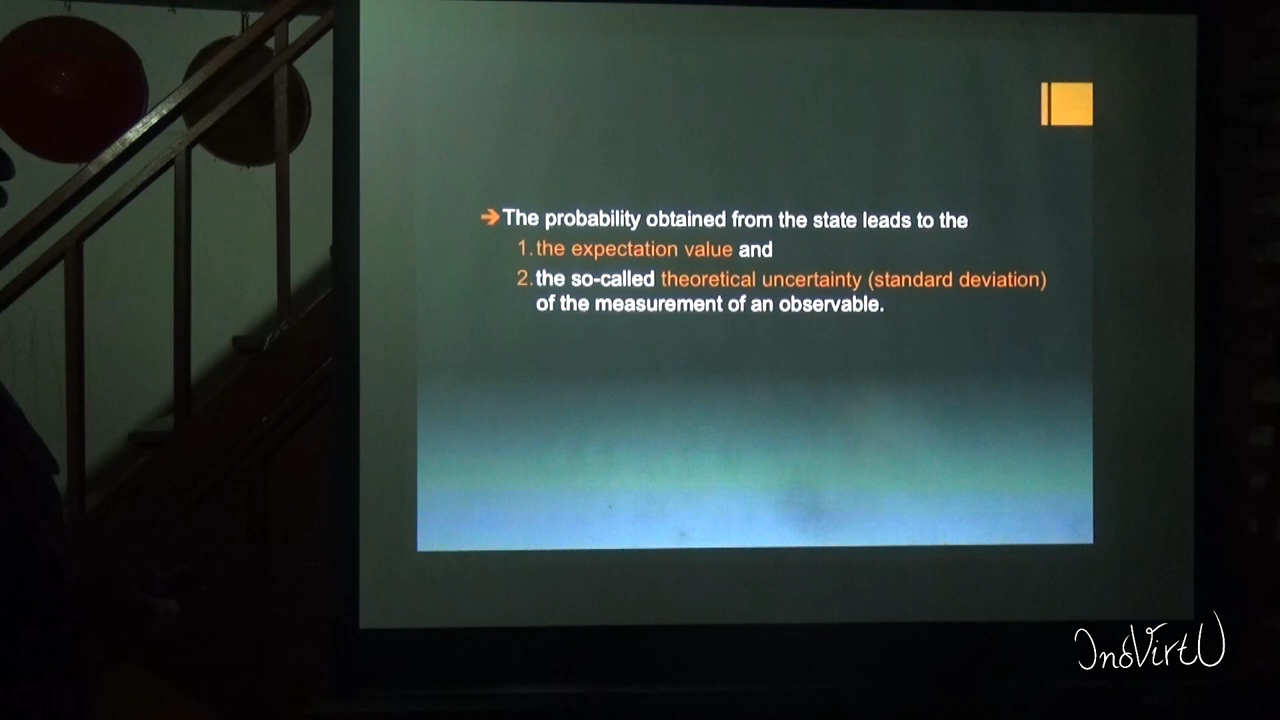 ➔ The probability obtained from the state leads to the
1. the expectation value and
2. the so-called theoretical uncertainty (standard deviation)
of the measurement of an observable.
InoVirtU